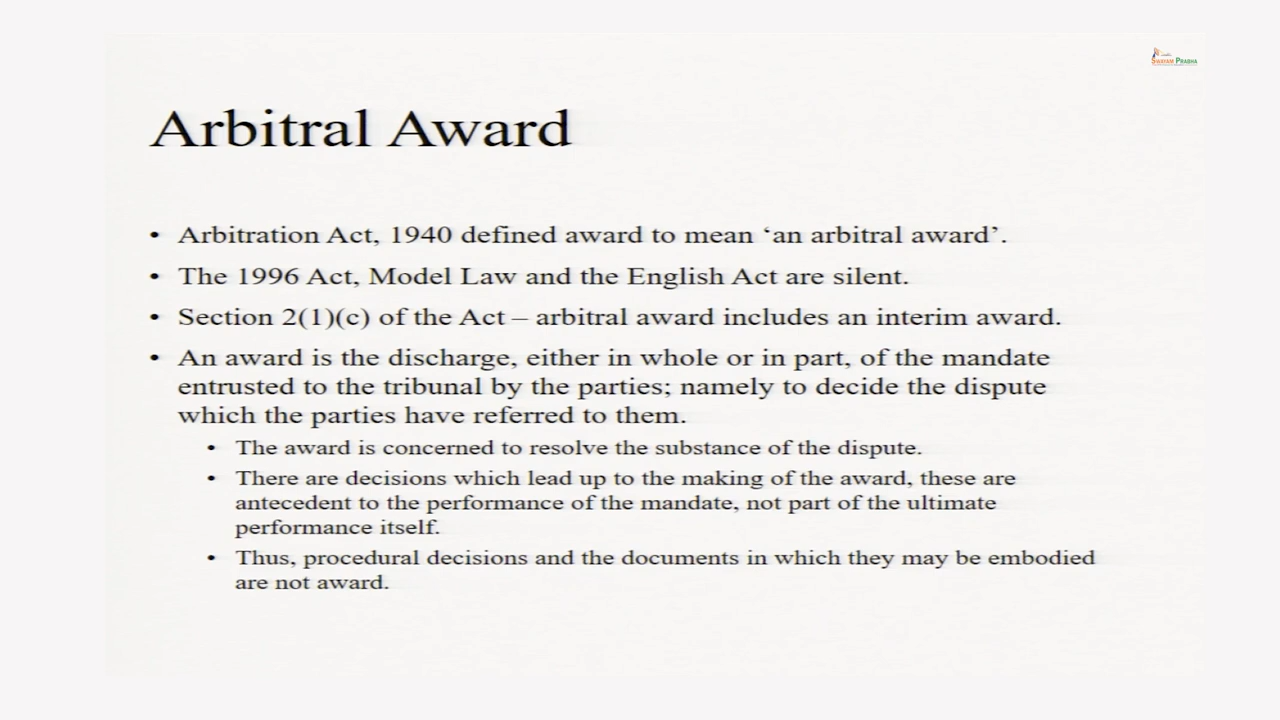 SWAYAM PRABHA
Arbitral Award
• Arbitration Act, 1940 defined award to mean ‘an arbitral award’.
• The 1996 Act, Model Law and the English Act are silent.
• Section 2(1)(c) of the Act – arbitral award includes an interim award.
• An award is the discharge, either in whole or in part, of the mandate
entrusted to the tribunal by the parties; namely to decide the dispute
which the parties have referred to them.
• The award is concerned to resolve the substance of the dispute.
• There are decisions which lead up to the making of the award, these are
antecedent to the performance of the mandate, not part of the ultimate
performance itself.
• Thus, procedural decisions and the documents in which they may be embodied
are not award.